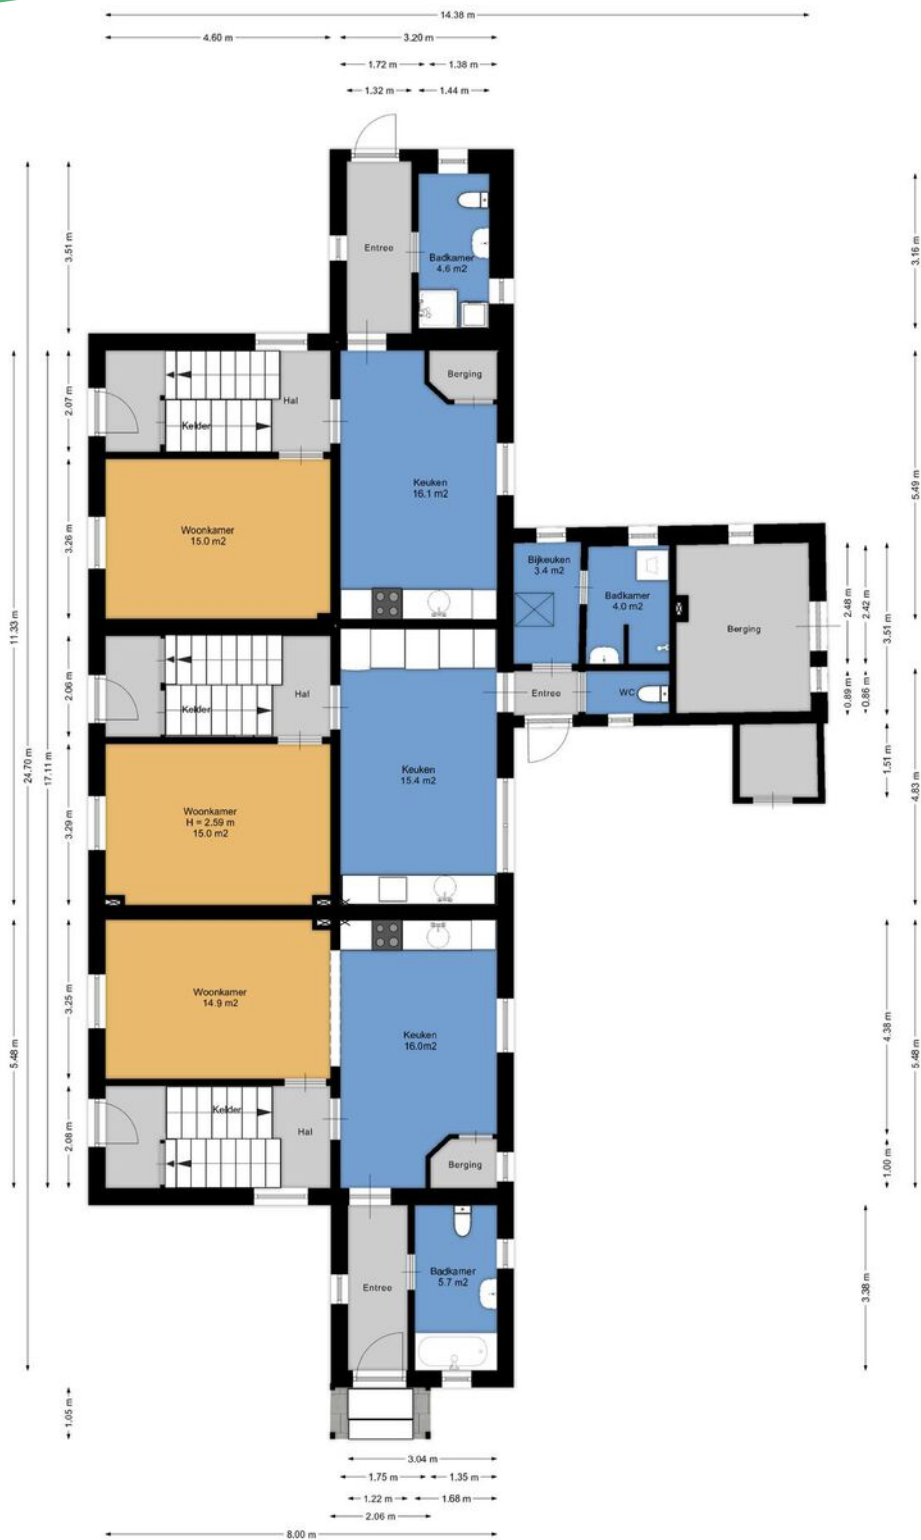 14.38 m
4.60 m
3.20 m
1.72 m
1.38 m
1.32 m
1.44 m
3.51 m
3.16 m
Entree
Badkamer
4.6 m2
2.07 m
Hal
Kelder
Berging
Keuken
16.1 m2
5.49 m
3.26 m
Woonkamer
15.0 m2
11.33 m
Bijkeuken
3.4 m2
Badkamer
4.0 m2
Berging
2.48 m
2.42 m
3.51 m
2.06 m
Hal
Kelder
Entree
WC
0.89 m
0.86 m
24.70 m
17.11 m
Keuken
15.4 m2
1.51 m
4.83 m
3.29 m
Woonkamer
H = 2.59 m
15.0 m2
3.25 m
Woonkamer
14.9 m2
Keuken
16.0m2
4.38 m
5.48 m
5.48 m
2.08 m
Kelder
Hal
Berging
1.00 m
Entree
Badkamer
5.7 m2
3.38 m
1.05 m
3.04 m
1.75 m
1.35 m
1.22 m
1.68 m
2.06 m
8.00 m